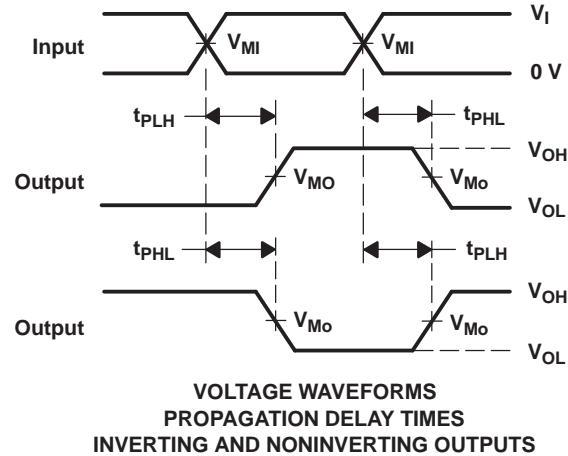 V_I
Input
V_MI
V_MI
0 V
t_PLH
t_PHL
V_OH
Output
V_MO
V_Mo
V_OL
t_PHL
t_PLH
V_OH
Output
V_Mo
V_Mo
V_OL
VOLTAGE WAVEFORMS
PROPAGATION DELAY TIMES
INVERTING AND NONINVERTING OUTPUTS